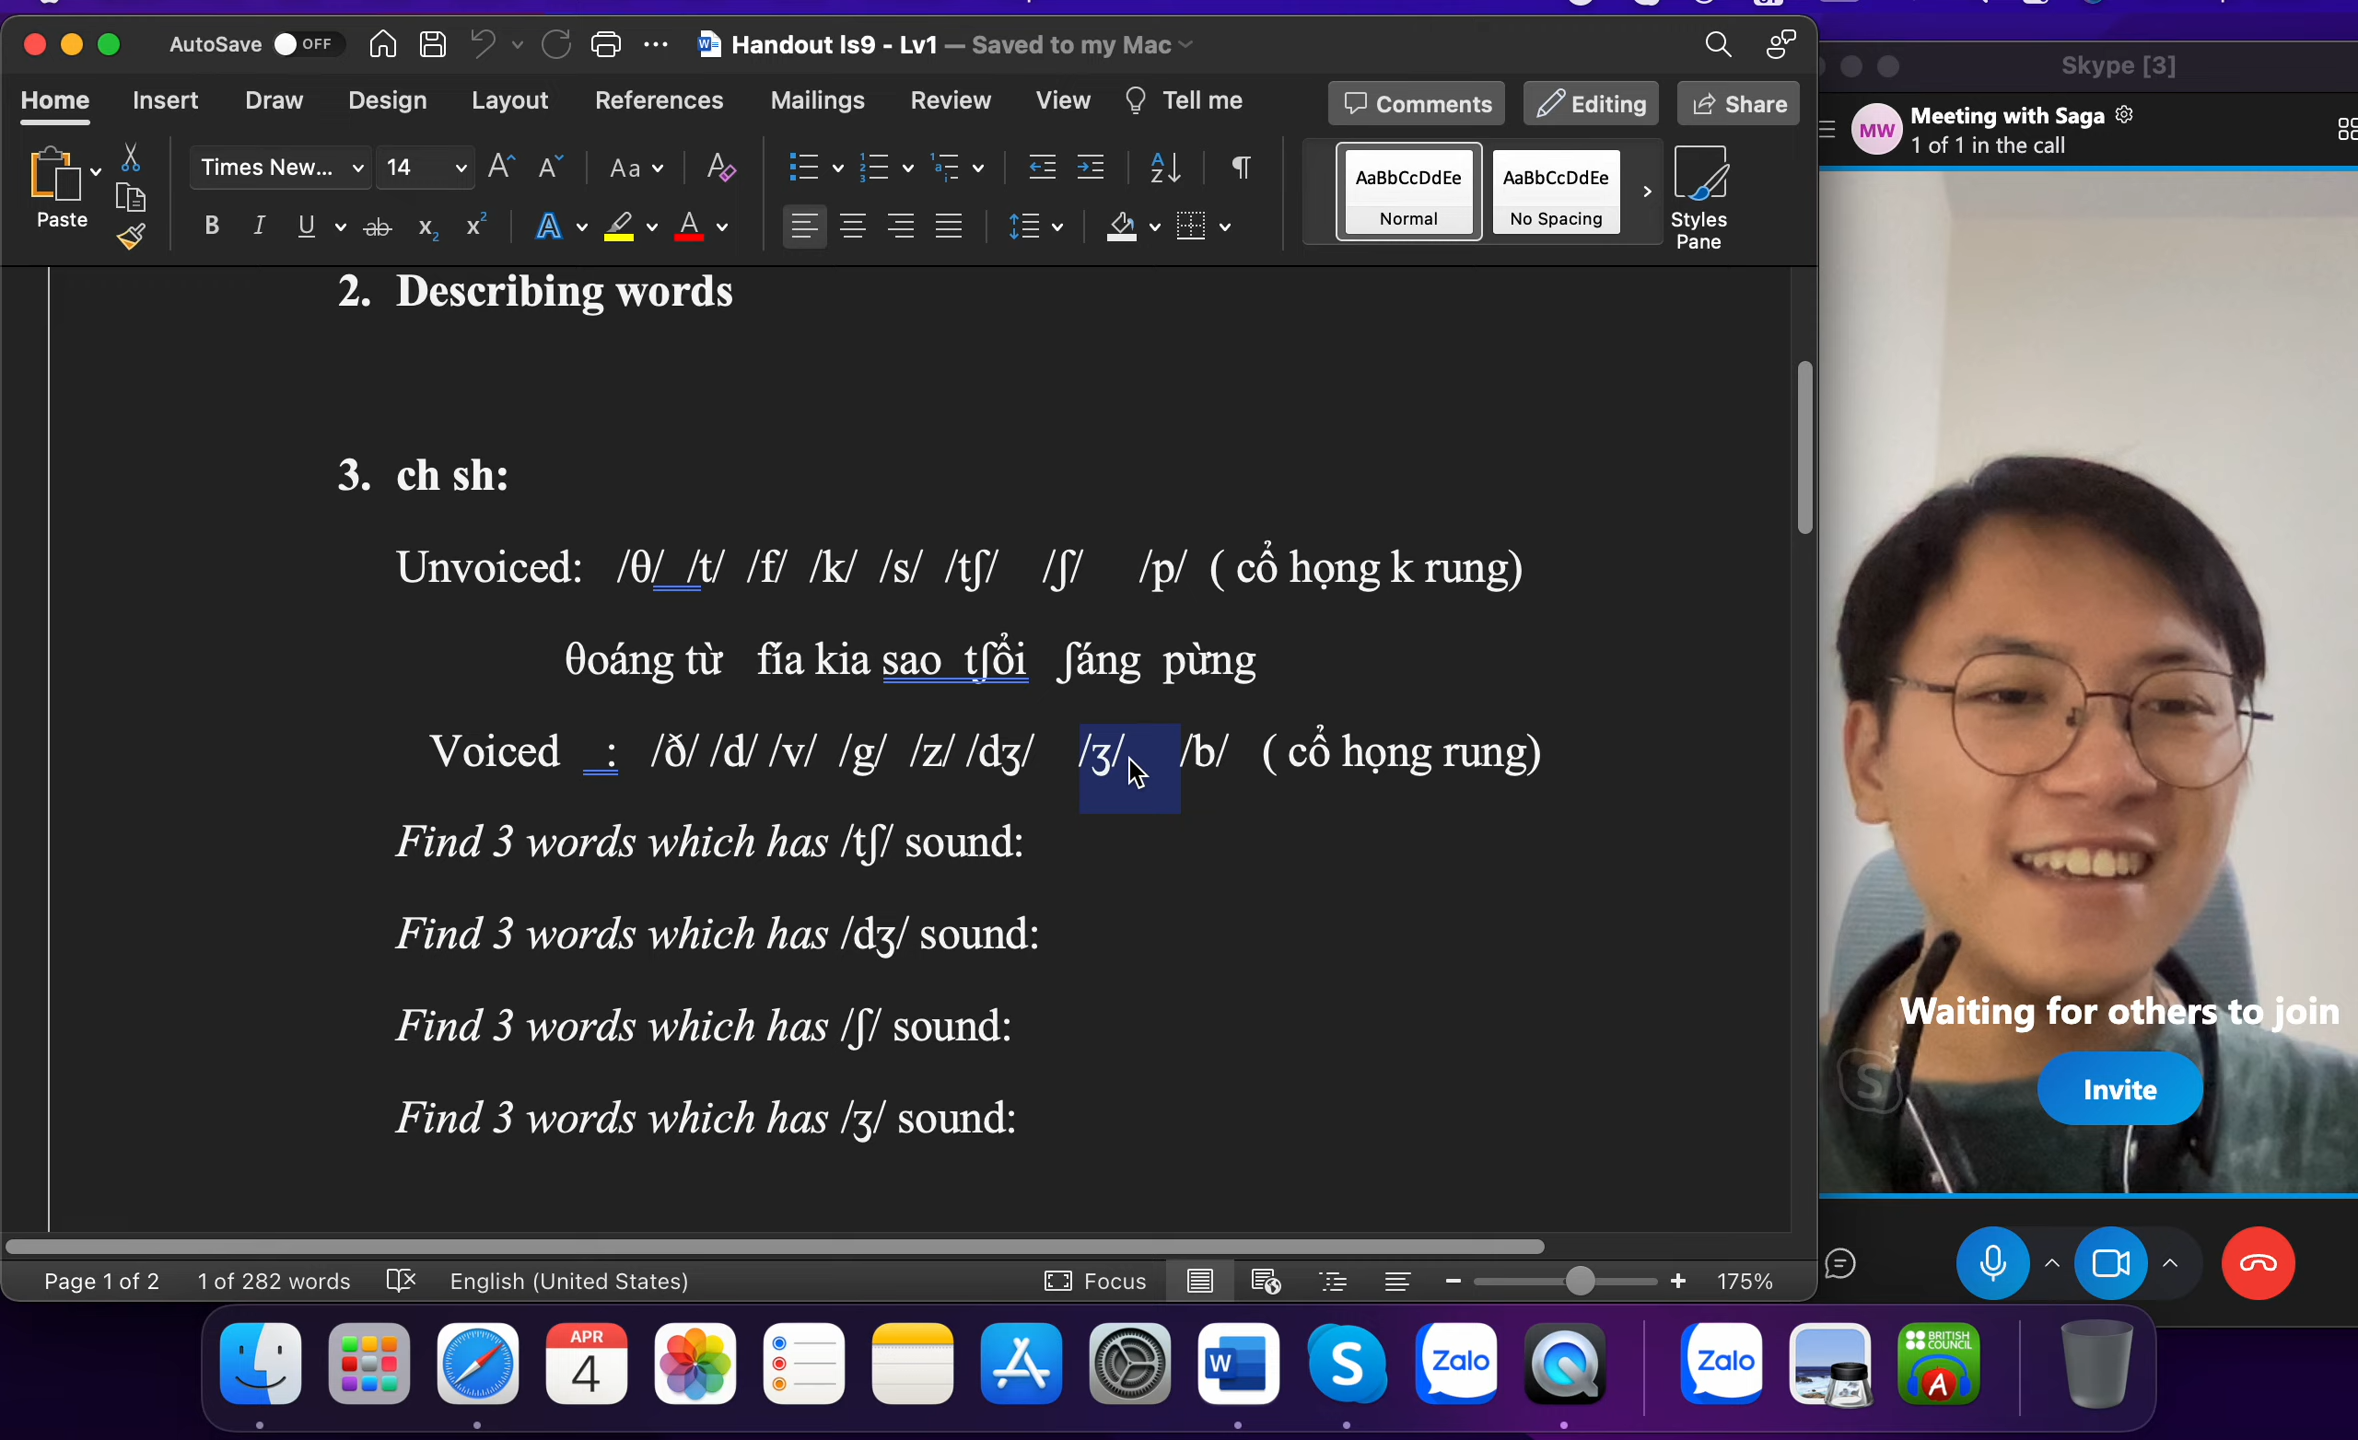 AutoSave OFF Handout ls9 - Lv1 — Saved to my Mac
Home Insert Draw Design Layout References Mailings Review View Tell me Comments Editing Share
Paste Times New... 14 Aa
AaBbCcDdEe AaBbCcDdEe
Normal No Spacing
Styles
Pane
2. Describing words
3. ch sh:
Unvoiced: /θ/ /t/ /f/ /k/ /s/ /tʃ/ /ʃ/ /p/ ( cổ họng k rung)
θoáng từ fía kia sao tʃổi ʃáng pừng
Voiced : /ð/ /d/ /v/ /g/ /z/ /dʒ/ /ʒ/ /b/ ( cổ họng rung)
Find 3 words which has /tʃ/ sound:
Find 3 words which has /dʒ/ sound:
Find 3 words which has /ʃ/ sound:
Find 3 words which has /ʒ/ sound:
Page 1 of 2 1 of 282 words English (United States) Focus 175%
Skype [3]
MW Meeting with Saga
1 of 1 in the call
Waiting for others to join
Invite
APR
4
W
S
Zalo
Zalo
BRITISH
COUNCIL
A